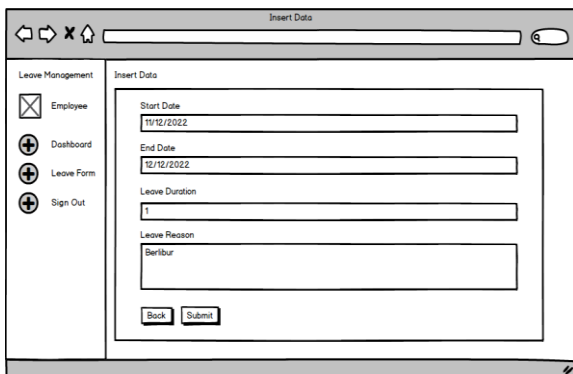 Insert Data
Leave Management
Employee
Dashboard
Leave Form
Sign Out
Insert Data
Start Date
11/12/2022
End Date
12/12/2022
Leave Duration
1
Leave Reason
Berlibur
Back
Submit